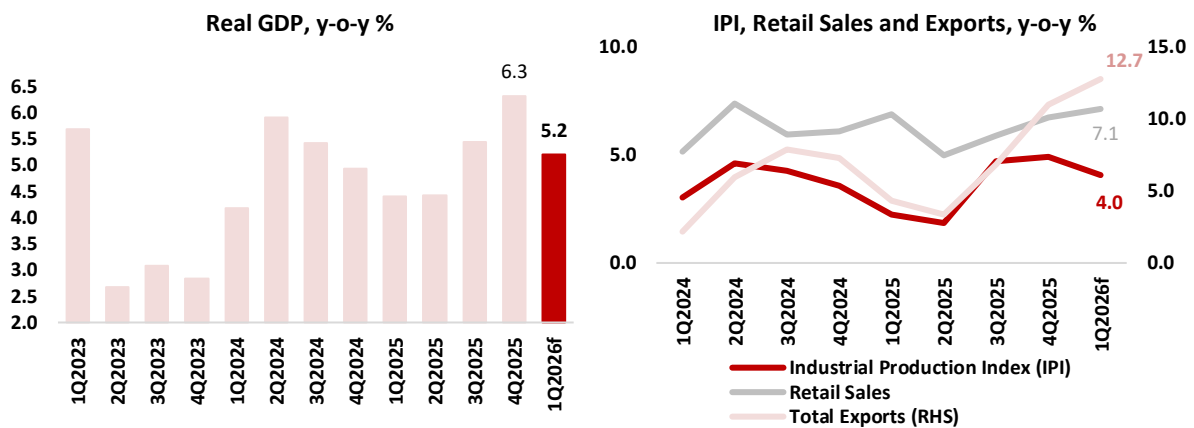 Real GDP, y-o-y %
6.5
6.0
5.5
5.0
4.5
4.0
3.5
3.0
2.5
2.0
6.3
5.2
1Q2023
2Q2023
3Q2023
4Q2023
1Q2024
2Q2024
3Q2024
4Q2024
1Q2025
2Q2025
3Q2025
4Q2025
1Q2026f
IPI, Retail Sales and Exports, y-o-y %
10.0
5.0
0.0
15.0
10.0
5.0
0.0
12.7
7.1
4.0
1Q2024
2Q2024
3Q2024
4Q2024
1Q2025
2Q2025
3Q2025
4Q2025
1Q2026f
Industrial Production Index (IPI)
Retail Sales
Total Exports (RHS)